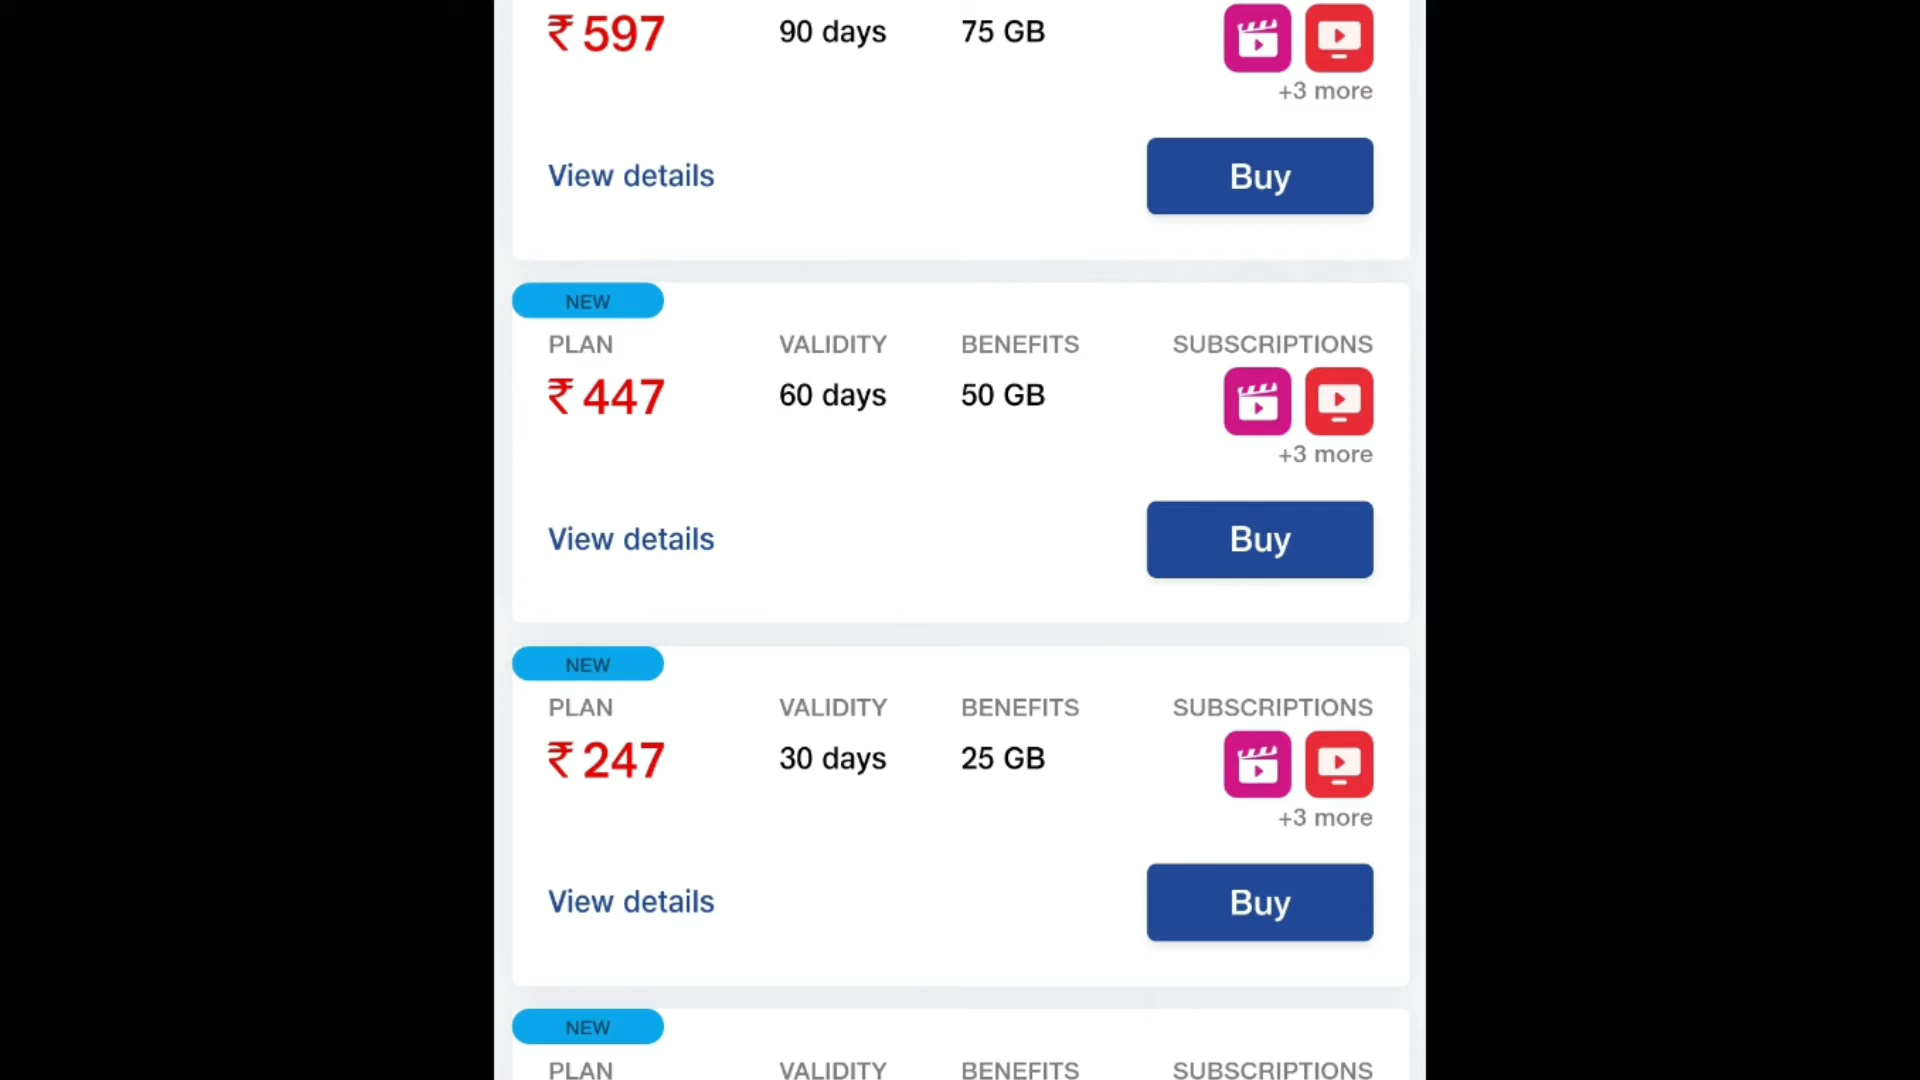 ₹597 90 days 75 GB
+3 more
View details Buy
NEW
PLAN VALIDITY BENEFITS SUBSCRIPTIONS
₹447 60 days 50 GB
+3 more
View details Buy
NEW
PLAN VALIDITY BENEFITS SUBSCRIPTIONS
₹247 30 days 25 GB
+3 more
View details Buy
NEW
PLAN VALIDITY BENEFITS SUBSCRIPTIONS